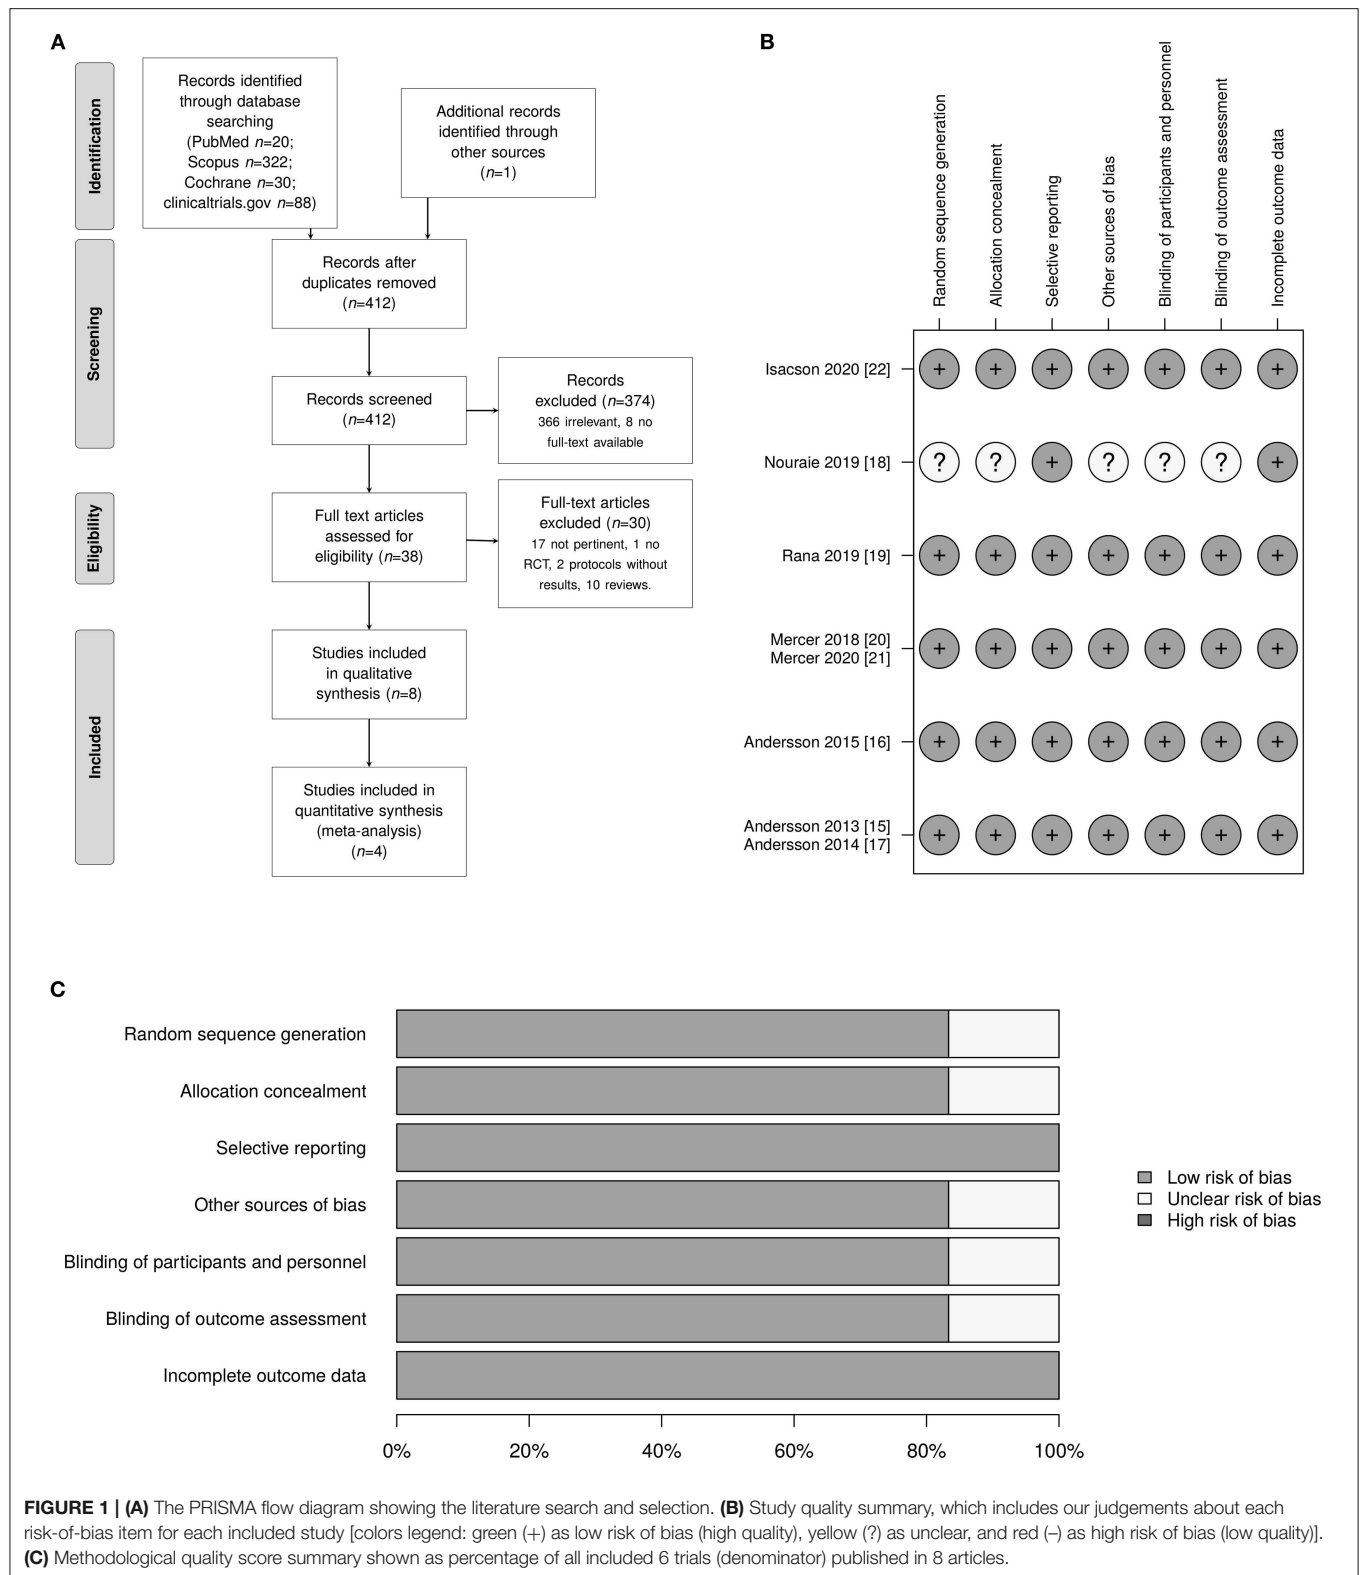 A
Identification
Records identified
through database
searching
(PubMed n=20;
Scopus n=322;
Cochrane n=30;
clinicaltrials.gov n=88)
Additional records
identified through
other sources
(n=1)
Screening
Records after
duplicates removed
(n=412)
Records screened
(n=412)
Records
excluded (n=374)
366 irrelevant, 8 no
full-text available
Eligibility
Full text articles
assessed for
eligibility (n=38)
Full-text articles
excluded (n=30)
17 not pertinent, 1 no
RCT, 2 protocols without
results, 10 reviews.
Included
Studies included
in qualitative
synthesis (n=8)
Studies included in
quantitative synthesis
(meta-analysis)
(n=4)
B
Random sequence generation
Allocation concealment
Selective reporting
Other sources of bias
Blinding of participants and personnel
Blinding of outcome assessment
Incomplete outcome data
Isacson 2020 [22] + + + + + + +
Nouraie 2019 [18] ? ? + ? ? ? +
Rana 2019 [19] + + + + + + +
Mercer 2018 [20]
Mercer 2020 [21] + + + + + + +
Andersson 2015 [16] + + + + + + +
Andersson 2013 [15]
Andersson 2014 [17] + + + + + + +
C
Random sequence generation
Allocation concealment
Selective reporting
Other sources of bias
Blinding of participants and personnel
Blinding of outcome assessment
Incomplete outcome data
0% 20% 40% 60% 80% 100%
Low risk of bias
Unclear risk of bias
High risk of bias
FIGURE 1 | (A) The PRISMA flow diagram showing the literature search and selection. (B) Study quality summary, which includes our judgements about each
risk-of-bias item for each included study [colors legend: green (+) as low risk of bias (high quality), yellow (?) as unclear, and red (–) as high risk of bias (low quality)].
(C) Methodological quality score summary shown as percentage of all included 6 trials (denominator) published in 8 articles.